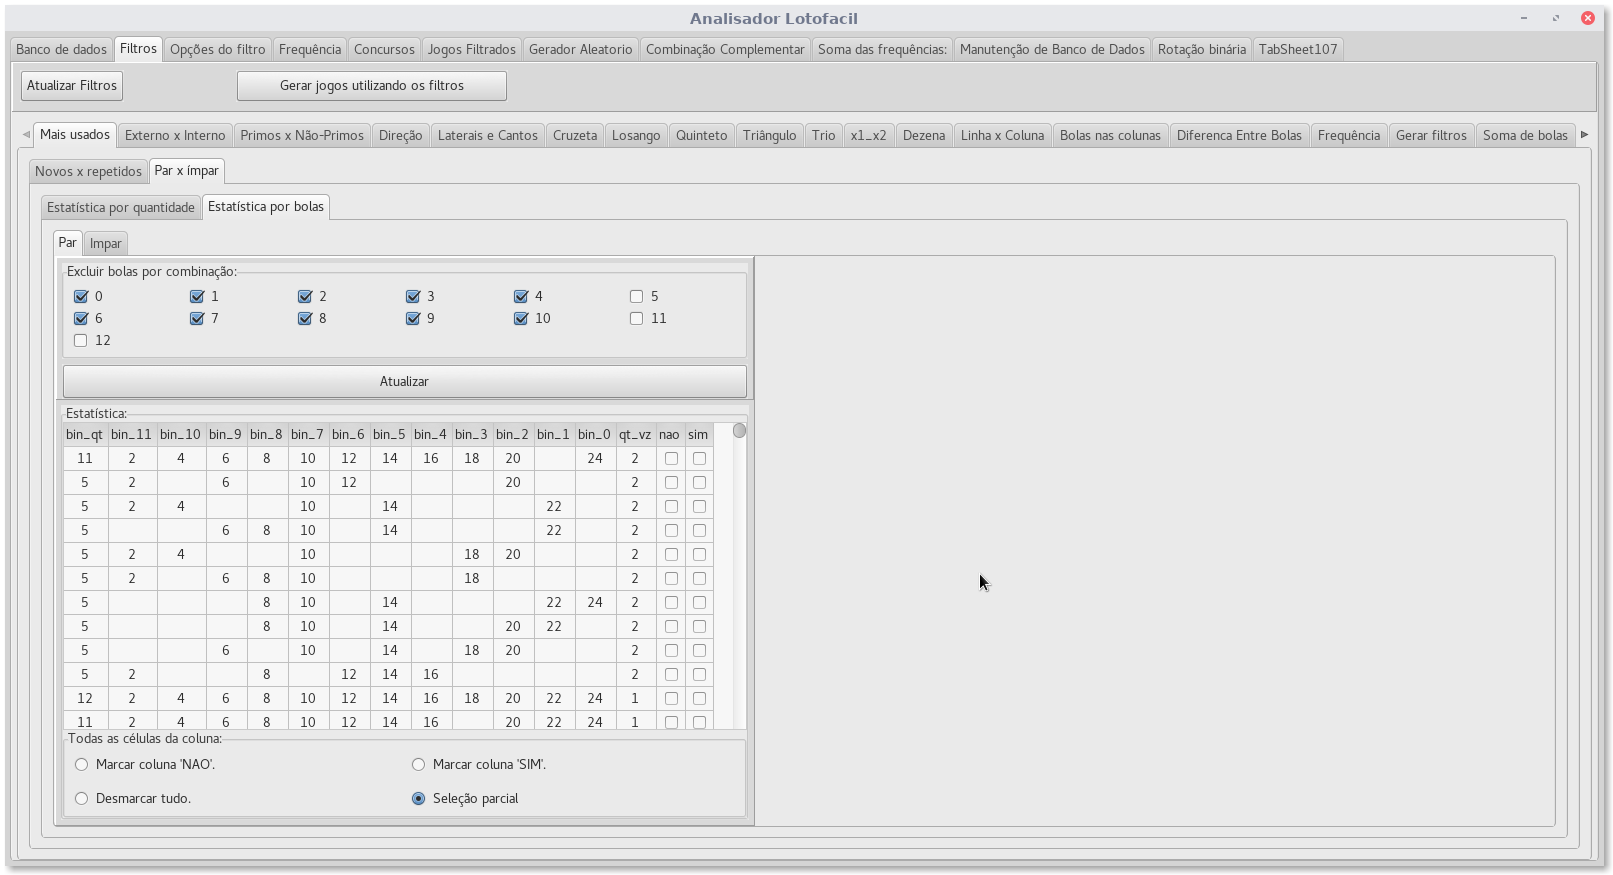 Analisador Lotofacil
Banco de dados Filtros Opções do filtro Frequência Concursos Jogos Filtrados Gerador Aleatorio Combinação Complementar Soma das frequências: Manutenção de Banco de Dados Rotação binária TabSheet107
Atualizar Filtros Gerar jogos utilizando os filtros
Mais usados Externo x Interno Primos x Não-Primos Direção Laterais e Cantos Cruzeta Losango Quinteto Triângulo Trio x1_x2 Dezena Linha x Coluna Bolas nas colunas Diferenca Entre Bolas Frequência Gerar filtros Soma de bolas
Novos x repetidos Par x ímpar
Estatística por quantidade Estatística por bolas
Par Impar
Excluir bolas por combinação:
0 1 2 3 4 5
6 7 8 9 10 11
12
Atualizar
Estatística:
bin_qt bin_11 bin_10 bin_9 bin_8 bin_7 bin_6 bin_5 bin_4 bin_3 bin_2 bin_1 bin_0 qt_vz nao sim
11 2 4 6 8 10 12 14 16 18 20 24 2
5 2 6 10 12 20 2
5 2 4 10 14 22 2
5 6 8 10 14 22 2
5 2 4 10 18 20 2
5 2 6 8 10 18 2
5 8 10 14 22 24 2
5 8 10 14 20 22 2
5 6 10 14 18 20 2
5 2 8 12 14 16 2
12 2 4 6 8 10 12 14 16 18 20 22 24 1
11 2 4 6 8 10 12 14 16 20 22 24 1
Todas as células da coluna:
Marcar coluna 'NAO'. Marcar coluna 'SIM'.
Desmarcar tudo. Seleção parcial